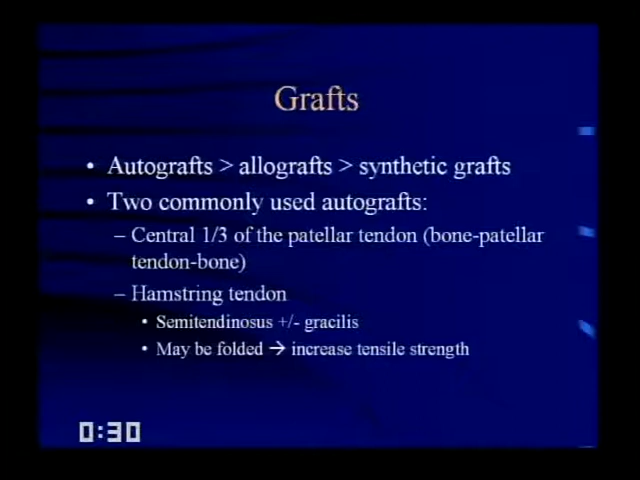 Grafts
• Autografts > allografts > synthetic grafts
• Two commonly used autografts:
– Central 1/3 of the patellar tendon (bone-patellar
tendon-bone)
– Hamstring tendon
• Semitendinosus +/- gracilis
• May be folded → increase tensile strength
0:30